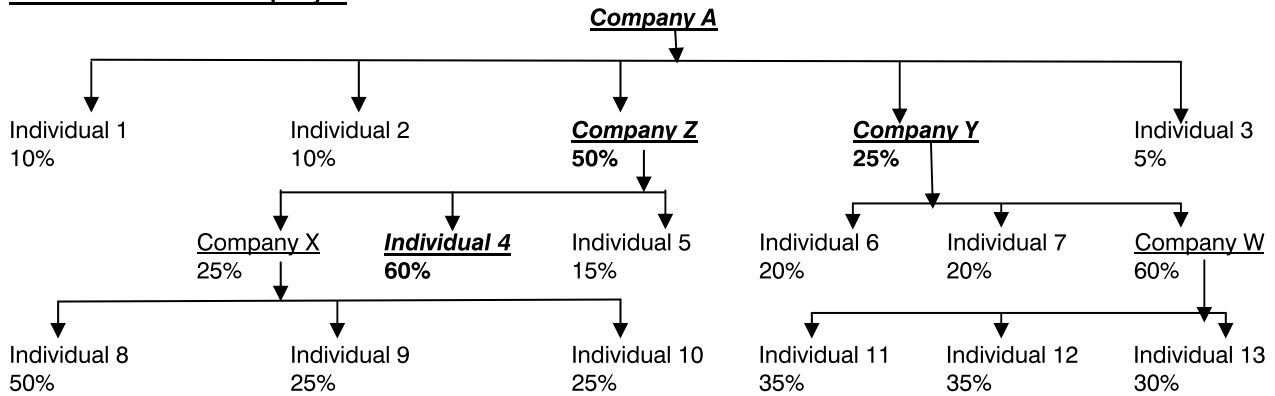 Company A
Individual 1 Individual 2 Company Z Company Y Individual 3
10% 10% 50% 25% 5%
Company X Individual 4 Individual 5 Individual 6 Individual 7 Company W
25% 60% 15% 20% 20% 60%
Individual 8 Individual 9 Individual 10 Individual 11 Individual 12 Individual 13
50% 25% 25% 35% 35% 30%